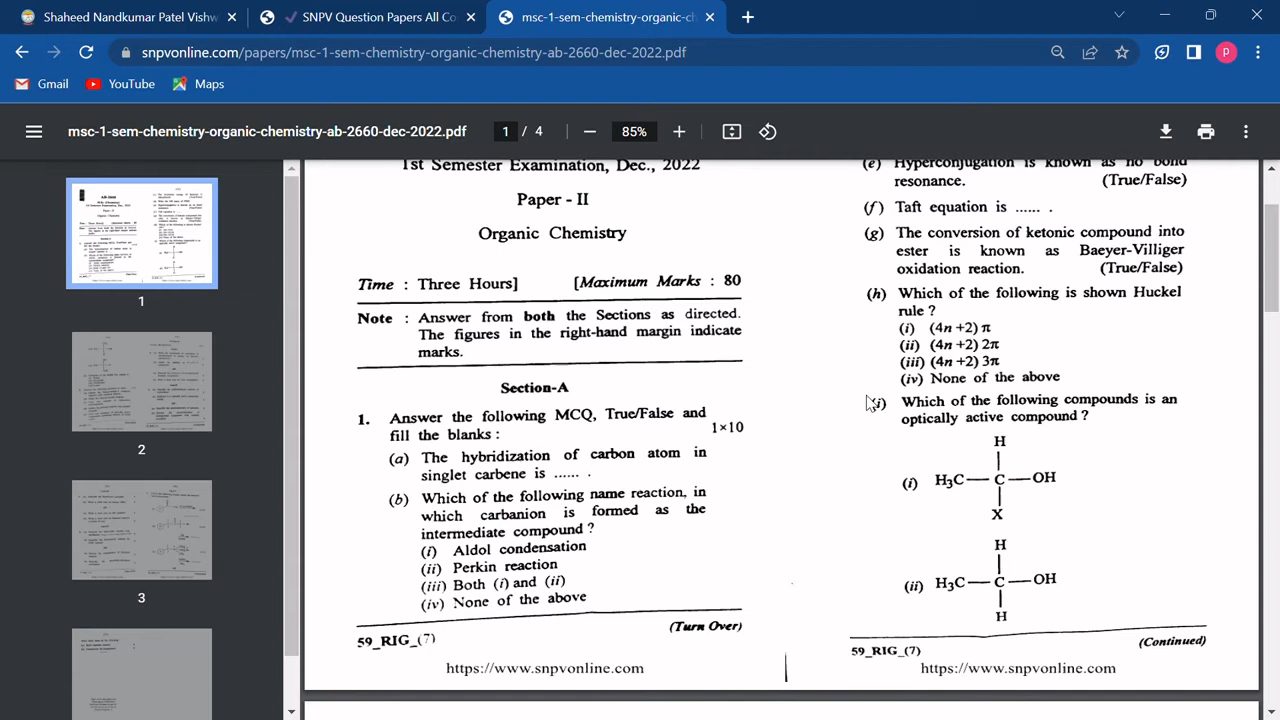 Shaheed Nandkumar Patel Vishw
SNPV Question Papers All Co
msc-1-sem-chemistry-organic-ch
snpvonline.com/papers/msc-1-sem-chemistry-organic-chemistry-ab-2660-dec-2022.pdf
P
Gmail
YouTube
Maps
msc-1-sem-chemistry-organic-chemistry-ab-2660-dec-2022.pdf
1 / 4
85%
1
2
3
1st Semester Examination, Dec., 2022
Paper - II
Organic Chemistry
Time : Three Hours] [Maximum Marks : 80
Note : Answer from both the Sections as directed.
The figures in the right-hand margin indicate
marks.
Section-A
1. Answer the following MCQ, True/False and
fill the blanks : 1×10
(a) The hybridization of carbon atom in
singlet carbene is ...... .
(b) Which of the following name reaction, in
which carbanion is formed as the
intermediate compound ?
(i) Aldol condensation
(ii) Perkin reaction
(iii) Both (i) and (ii)
(iv) None of the above
59_RIG_(7) (Turn Over)
https://www.snpvonline.com
(e) Hyperconjugation is known as no bond
resonance. (True/False)
(f) Taft equation is ...... .
(g) The conversion of ketonic compound into
ester is known as Baeyer-Villiger
oxidation reaction. (True/False)
(h) Which of the following is shown Huckel
rule ?
(i) (4n+2) π
(ii) (4n+2) 2π
(iii) (4n+2) 3π
(iv) None of the above
(i) Which of the following compounds is an
optically active compound ?
H
(i) H3C — C — OH
X
H
(ii) H3C — C — OH
H
59_RIG_(7) (Continued)
https://www.snpvonline.com